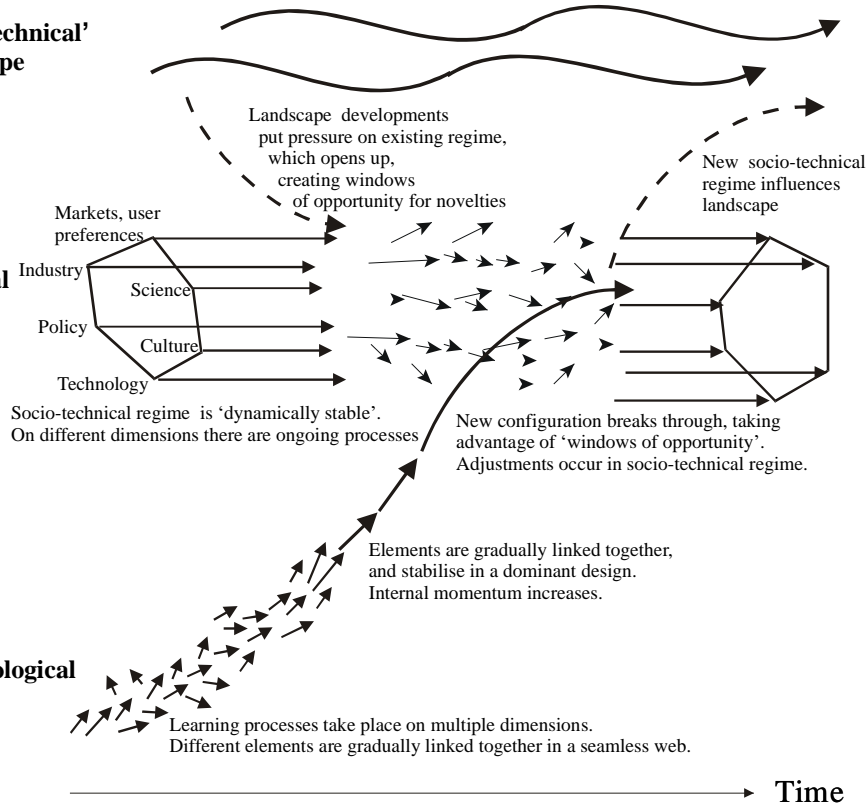 echnical’
pe
Landscape developments
put pressure on existing regime,
which opens up,
creating windows
of opportunity for novelties
New socio-technical
regime influences
landscape
Markets, user
preferences
Industry
al
Science
Policy
Culture
Technology
Socio-technical regime is ‘dynamically stable’.
On different dimensions there are ongoing processes
New configuration breaks through, taking
advantage of ‘windows of opportunity’.
Adjustments occur in socio-technical regime.
Elements are gradually linked together,
and stabilise in a dominant design.
Internal momentum increases.
ological
Learning processes take place on multiple dimensions.
Different elements are gradually linked together in a seamless web.
Time